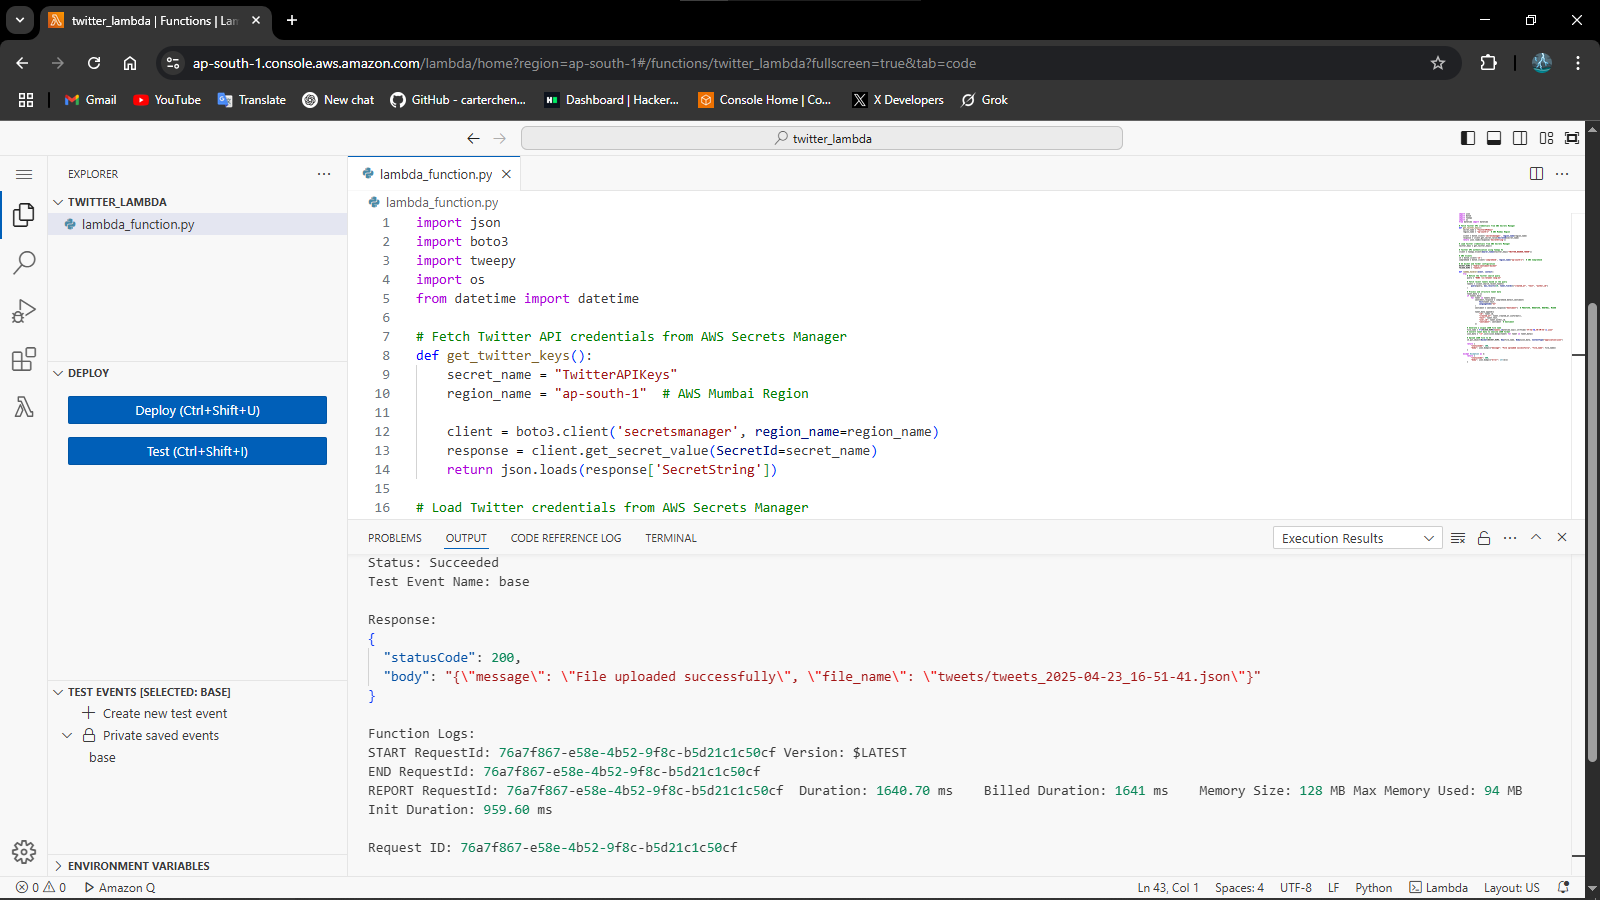 twitter_lambda | Functions | Lam
ap-south-1.console.aws.amazon.com/lambda/home?region=ap-south-1#/functions/twitter_lambda?fullscreen=true&tab=code
Gmail
YouTube
Translate
New chat
GitHub - carterchen...
Dashboard | Hacker...
Console Home | Co...
X Developers
Grok
twitter_lambda
EXPLORER
TWITTER_LAMBDA
lambda_function.py
DEPLOY
Deploy (Ctrl+Shift+U)
Test (Ctrl+Shift+I)
TEST EVENTS [SELECTED: BASE]
Create new test event
Private saved events
base
ENVIRONMENT VARIABLES
lambda_function.py
lambda_function.py
1 import json
2 import boto3
3 import tweepy
4 import os
5 from datetime import datetime
6
7 # Fetch Twitter API credentials from AWS Secrets Manager
8 def get_twitter_keys():
9 secret_name = "TwitterAPIKeys"
10 region_name = "ap-south-1"  # AWS Mumbai Region
11
12 client = boto3.client('secretsmanager', region_name=region_name)
13 response = client.get_secret_value(SecretId=secret_name)
14 return json.loads(response['SecretString'])
15
16 # Load Twitter credentials from AWS Secrets Manager
PROBLEMS
OUTPUT
CODE REFERENCE LOG
TERMINAL
Execution Results
Status: Succeeded
Test Event Name: base
Response:
{
"statusCode": 200,
"body": "{\"message\": \"File uploaded successfully\", \"file_name\": \"tweets/tweets_2025-04-23_16-51-41.json\"}"
}
Function Logs:
START RequestId: 76a7f867-e58e-4b52-9f8c-b5d21c1c50cf Version: $LATEST
END RequestId: 76a7f867-e58e-4b52-9f8c-b5d21c1c50cf
REPORT RequestId: 76a7f867-e58e-4b52-9f8c-b5d21c1c50cf  Duration: 1640.70 ms    Billed Duration: 1641 ms    Memory Size: 128 MB Max Memory Used: 94 MB
Init Duration: 959.60 ms
Request ID: 76a7f867-e58e-4b52-9f8c-b5d21c1c50cf
0
0
Amazon Q
Ln 43, Col 1
Spaces: 4
UTF-8
LF
Python
Lambda
Layout: US